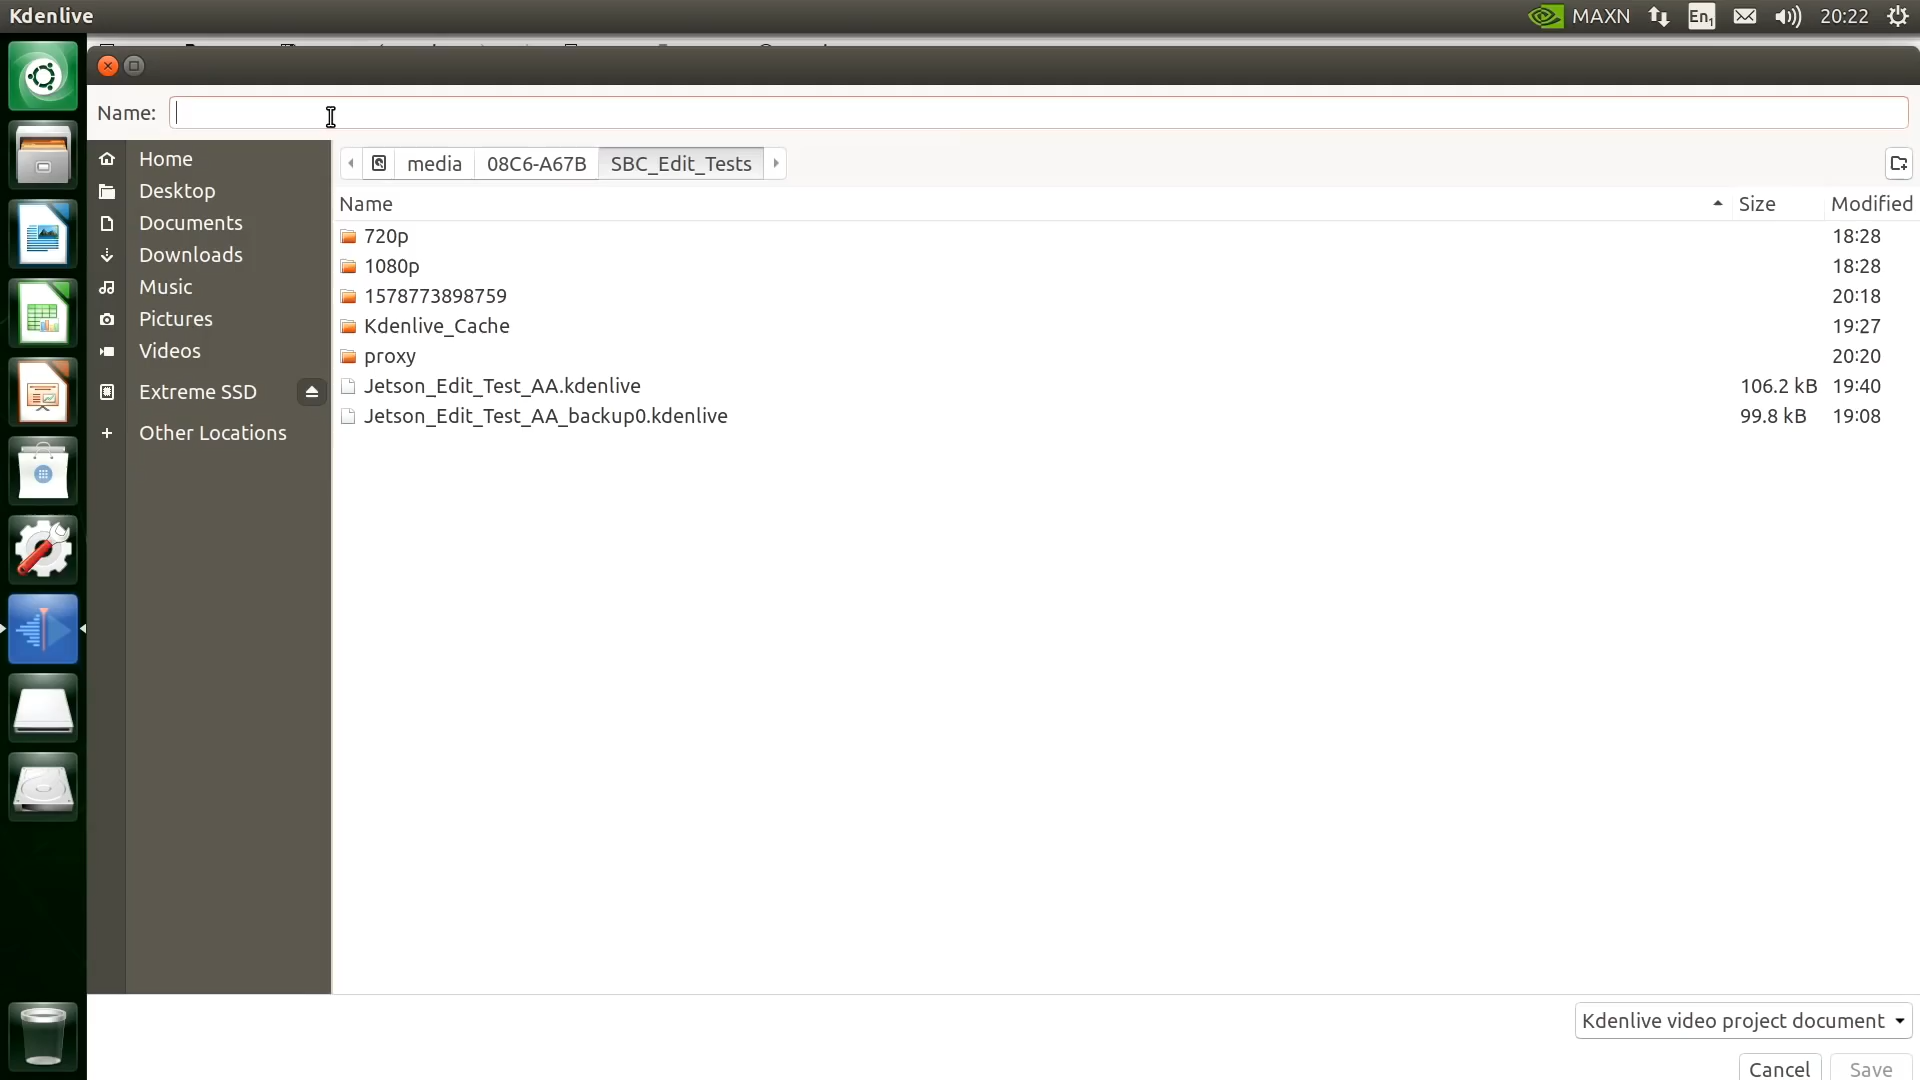 Kdenlive
MAXN En1 20:22
Name:
Home
Desktop
Documents
Downloads
Music
Pictures
Videos
Extreme SSD
Other Locations
media 08C6-A67B SBC_Edit_Tests
Name Size Modified
720p 18:28
1080p 18:28
1578773898759 20:18
Kdenlive_Cache 19:27
proxy 20:20
Jetson_Edit_Test_AA.kdenlive 106.2 kB 19:40
Jetson_Edit_Test_AA_backup0.kdenlive 99.8 kB 19:08
Kdenlive video project document
Cancel Save